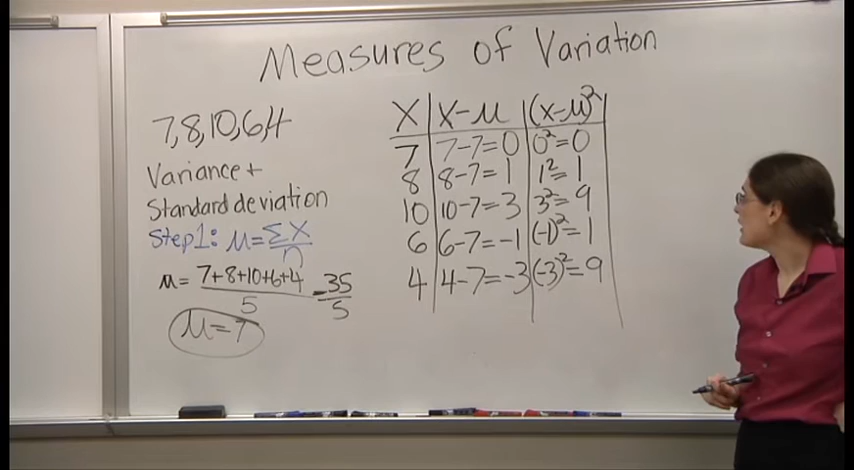 Measures of Variation
7,8,10,6,4
Variance +
Standard deviation
Step1: μ = ΣX
n
μ = 7+8+10+6+4 = 35
5 5
μ = 7
X X-μ (X-μ)²
7 7-7=0 0²=0
8 8-7=1 1²=1
10 10-7=3 3²=9
6 6-7=-1 (-1)²=1
4 4-7=-3 (-3)²=9